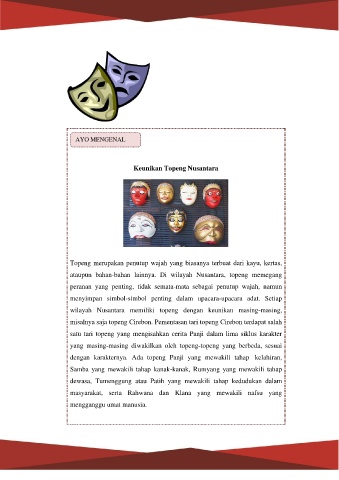 AYO MENGENAL
Keunikan Topeng Nusantara
Topeng merupakan penutup wajah yang biasanya terbuat dari kayu, kertas,
ataupun bahan-bahan lainnya. Di wilayah Nusantara, topeng memegang
peranan yang penting, tidak semata-mata sebagai penutup wajah, namun
menyimpan simbol-simbol penting dalam upacara-upacara adat. Setiap
wilayah Nusantara memiliki topeng dengan keunikan masing-masing,
misalnya saja topeng Cirebon. Pementasan tari topeng Cirebon terdapat salah
satu tari topeng yang mengisahkan cerita Panji dalam lima siklus karakter
yang masing-masing diwakilkan oleh topeng-topeng yang berbeda, sesuai
dengan karakternya. Ada topeng Panji yang mewakili tahap kelahiran,
Samba yang mewakili tahap kanak-kanak, Rumyang yang mewakili tahap
dewasa, Tumenggung atau Patih yang mewakili tahap kedudukan dalam
masyarakat, serta Rahwana dan Klana yang mewakili nafsu yang
mengganggu umat manusia.